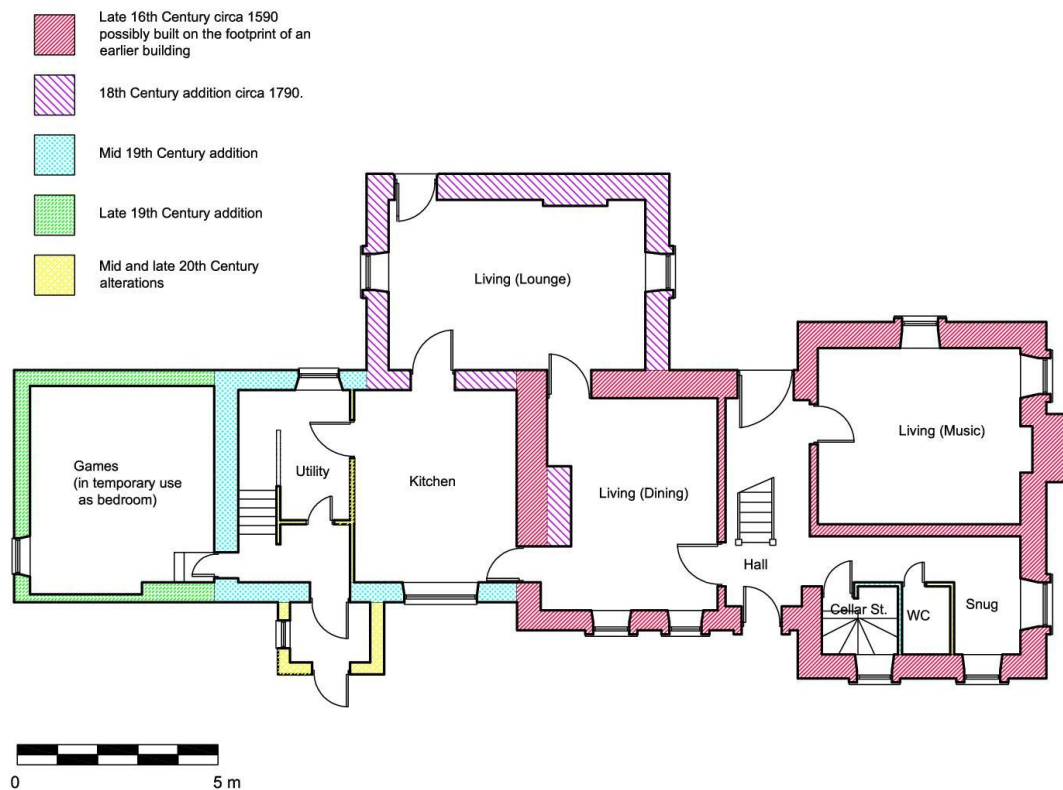 Late 16th Century circa 1590
possibly built on the footprint of an
earlier building
18th Century addition circa 1790.
Mid 19th Century addition
Late 19th Century addition
Mid and late 20th Century
alterations
Living (Lounge)
Living (Music)
Games
(in temporary use
as bedroom)
Utility
Kitchen
Living (Dining)
Hall
Cellar St.
WC
Snug
0
5 m